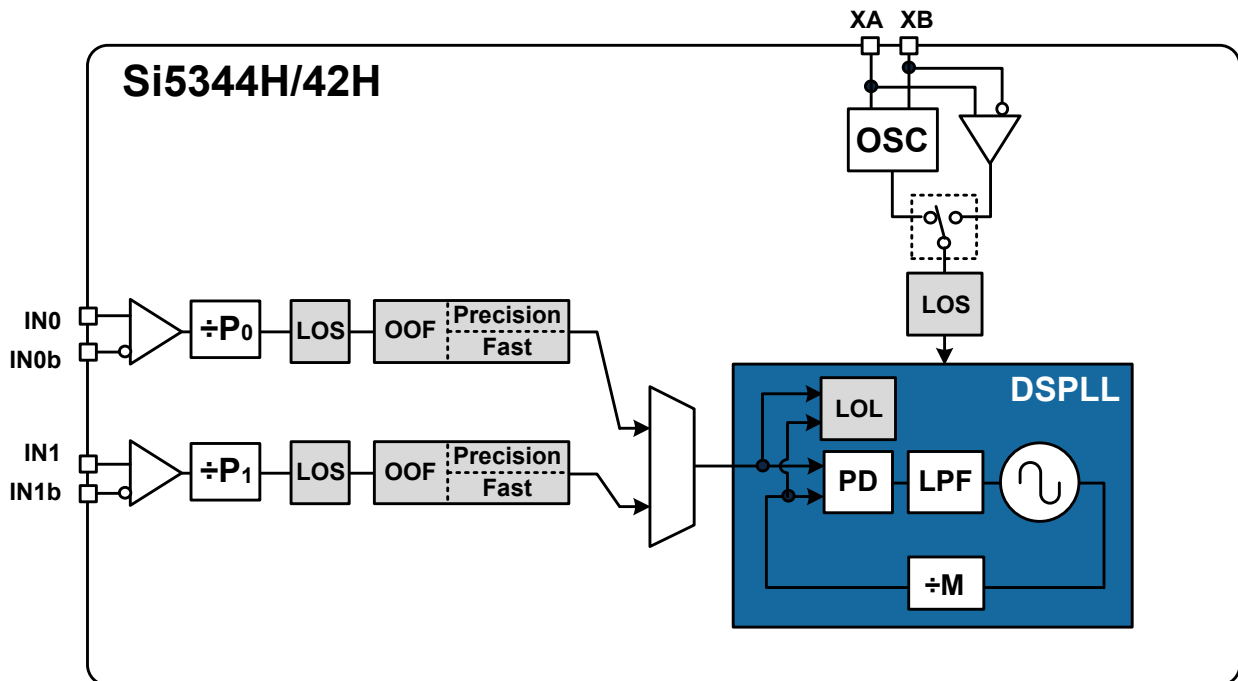 XA XB
Si5344H/42H
OSC
LOS
IN0
IN0b
÷P0
LOS
OOF
Precision
Fast
DSPLL
LOL
IN1
IN1b
÷P1
LOS
OOF
Precision
Fast
PD
LPF
÷M